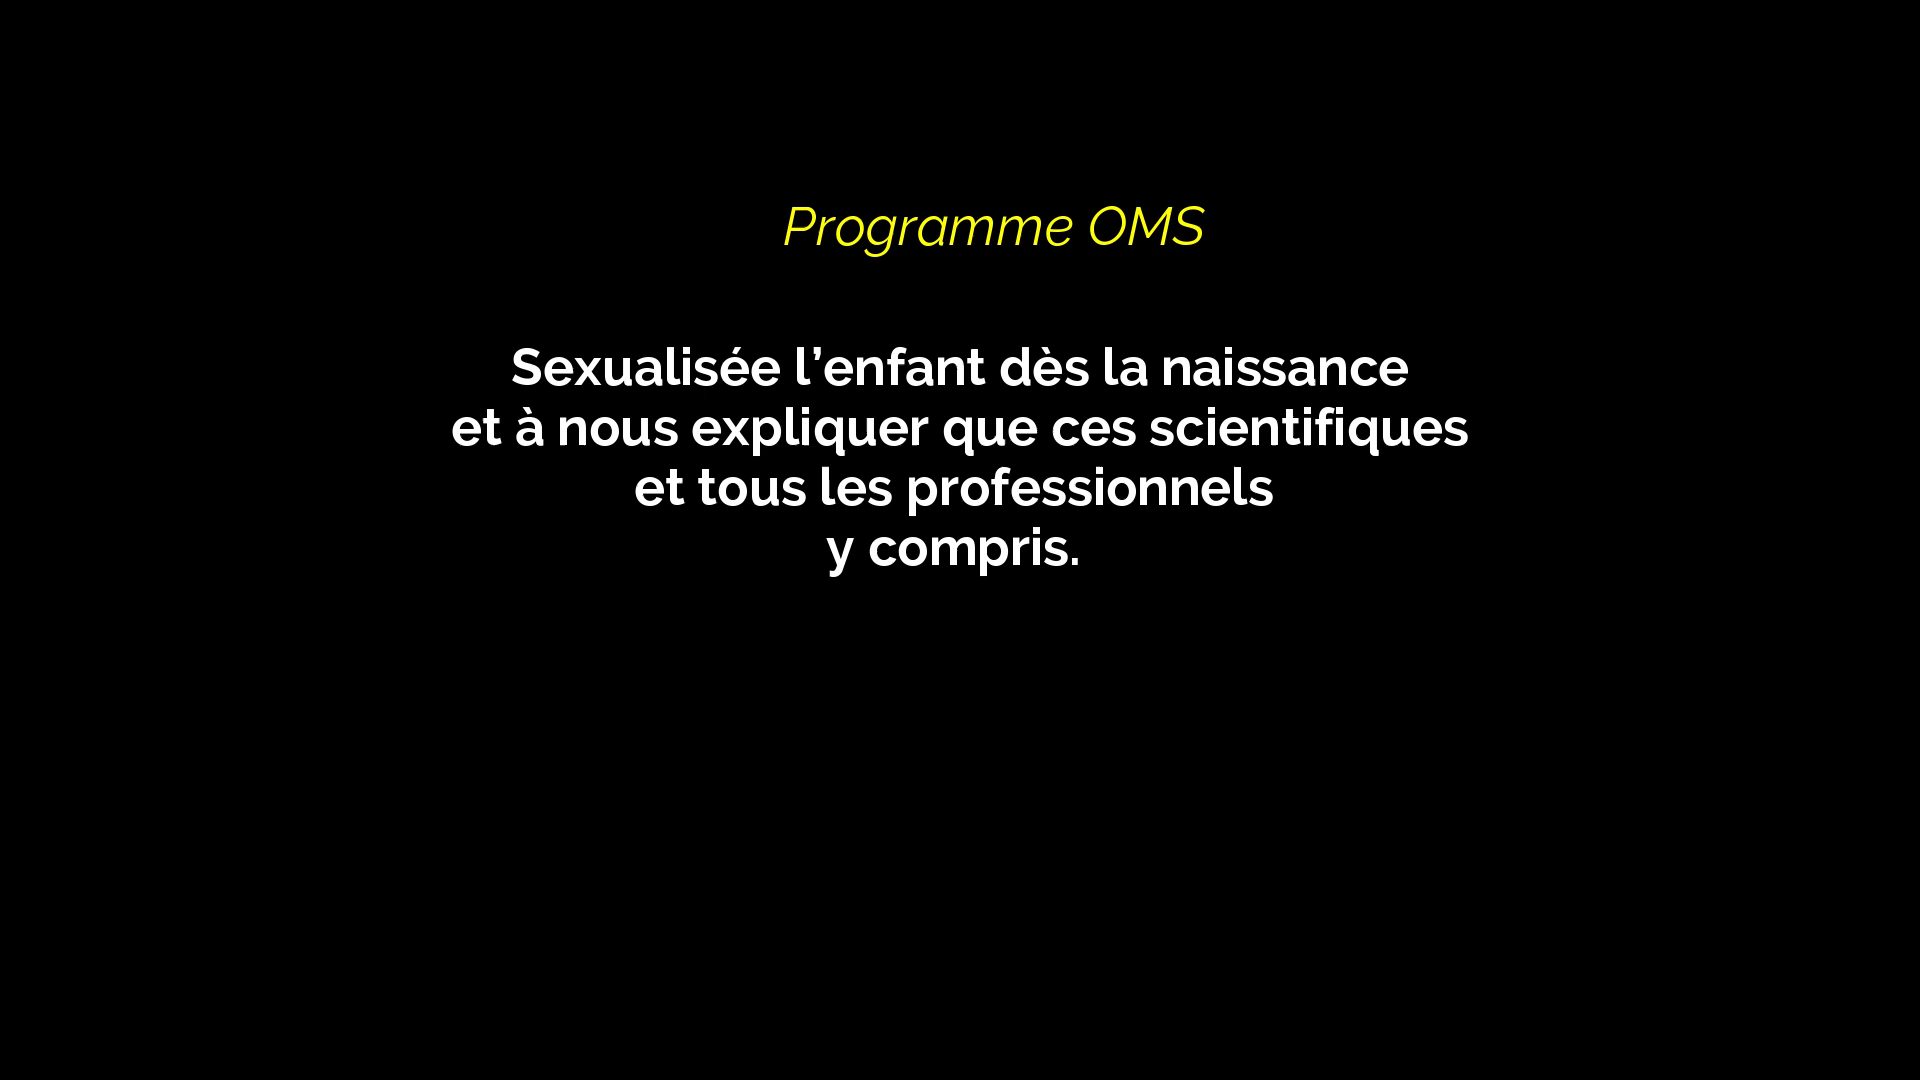 Programme OMS
Sexualisée l’enfant dès la naissance
et à nous expliquer que ces scientifiques
et tous les professionnels
y compris.